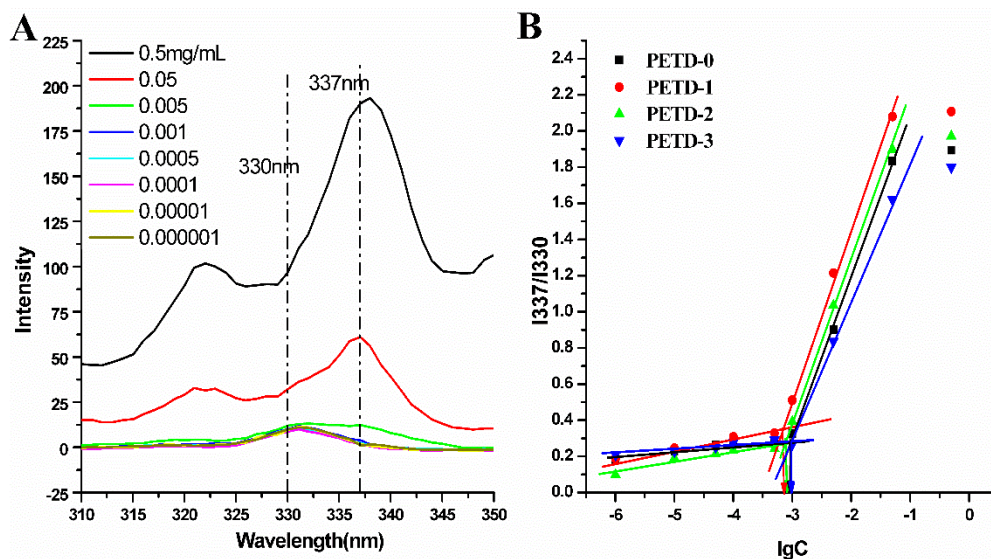 A
0.5mg/mL
0.05
0.005
0.001
0.0005
0.0001
0.00001
0.000001
337nm
330nm
Intensity
225
200
175
150
125
100
75
50
25
0
-25
310 315 320 325 330 335 340 345 350
Wavelength(nm)
B
PETD-0
PETD-1
PETD-2
PETD-3
I337/I330
2.4
2.2
2.0
1.8
1.6
1.4
1.2
1.0
0.8
0.6
0.4
0.2
0.0
-6 -5 -4 -3 -2 -1 0
lgC